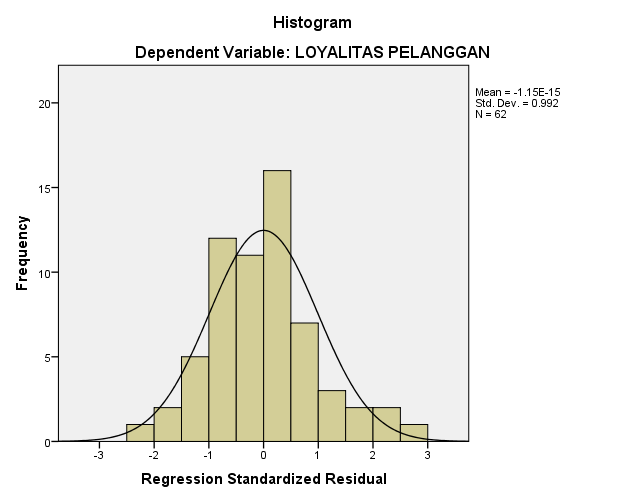 Histogram
Dependent Variable: LOYALITAS PELANGGAN
Mean = -1.15E-15
Std. Dev. = 0.992
N = 62
20
15
10
5
0
Frequency
-3 -2 -1 0 1 2 3
Regression Standardized Residual